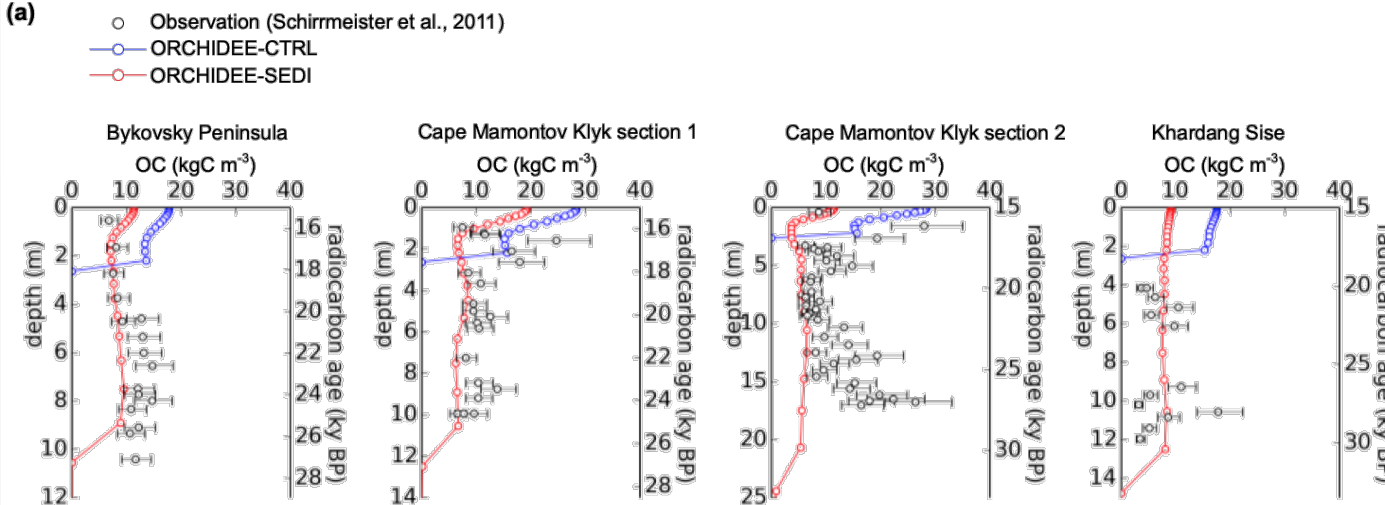 (a)
Observation (Schirrmeister et al., 2011)
ORCHIDEE-CTRL
ORCHIDEE-SEDI
Bykovsky Peninsula
OC (kgC m⁻³)
0 10 20 30 40
depth (m)
0
2
4
6
8
10
12
radiocarbon age (ky BP)
16
18
20
22
24
26
28
Cape Mamontov Klyk section 1
OC (kgC m⁻³)
0 10 20 30 40
depth (m)
0
2
4
6
8
10
12
14
radiocarbon age (ky BP)
16
18
20
22
24
26
28
Cape Mamontov Klyk section 2
OC (kgC m⁻³)
0 10 20 30 40
depth (m)
0
5
10
15
20
25
radiocarbon age (ky BP)
15
20
25
30
Khardang Sise
OC (kgC m⁻³)
0 10 20 30 40
depth (m)
0
2
4
6
8
10
12
14
radiocarbon age (ky BP)
15
20
25
30